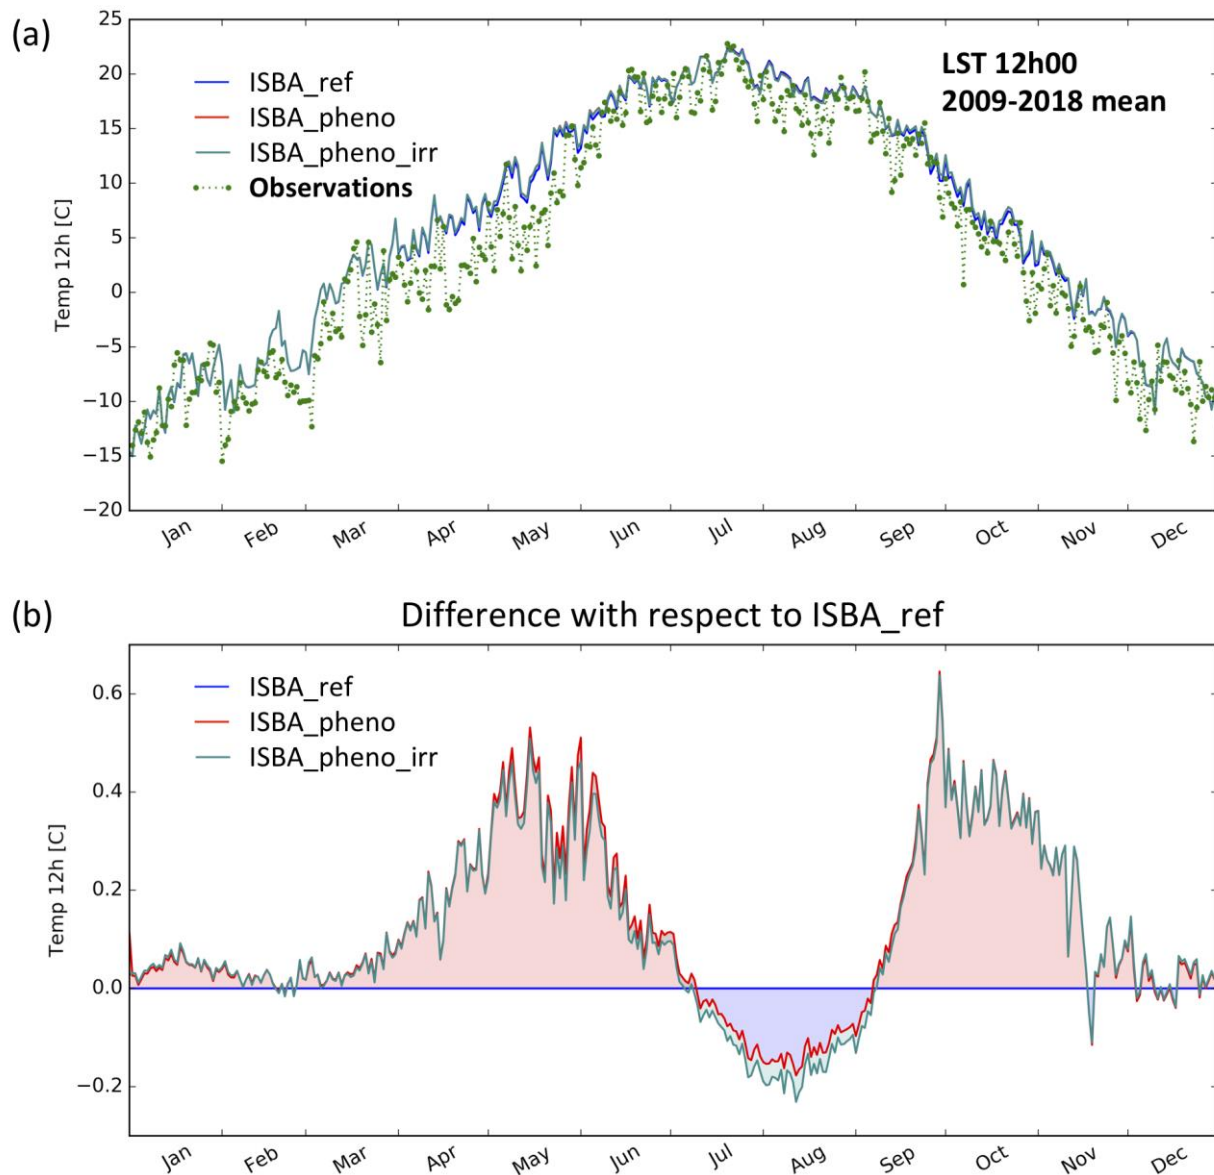 (a)
25
20
15
10
5
0
−5
−10
−15
−20
Temp 12h [C]
ISBA_ref
ISBA_pheno
ISBA_pheno_irr
Observations
LST 12h00
2009-2018 mean
Jan Feb Mar Apr May Jun Jul Aug Sep Oct Nov Dec
(b)
Difference with respect to ISBA_ref
0.6
0.4
0.2
0.0
−0.2
Temp 12h [C]
ISBA_ref
ISBA_pheno
ISBA_pheno_irr
Jan Feb Mar Apr May Jun Jul Aug Sep Oct Nov Dec